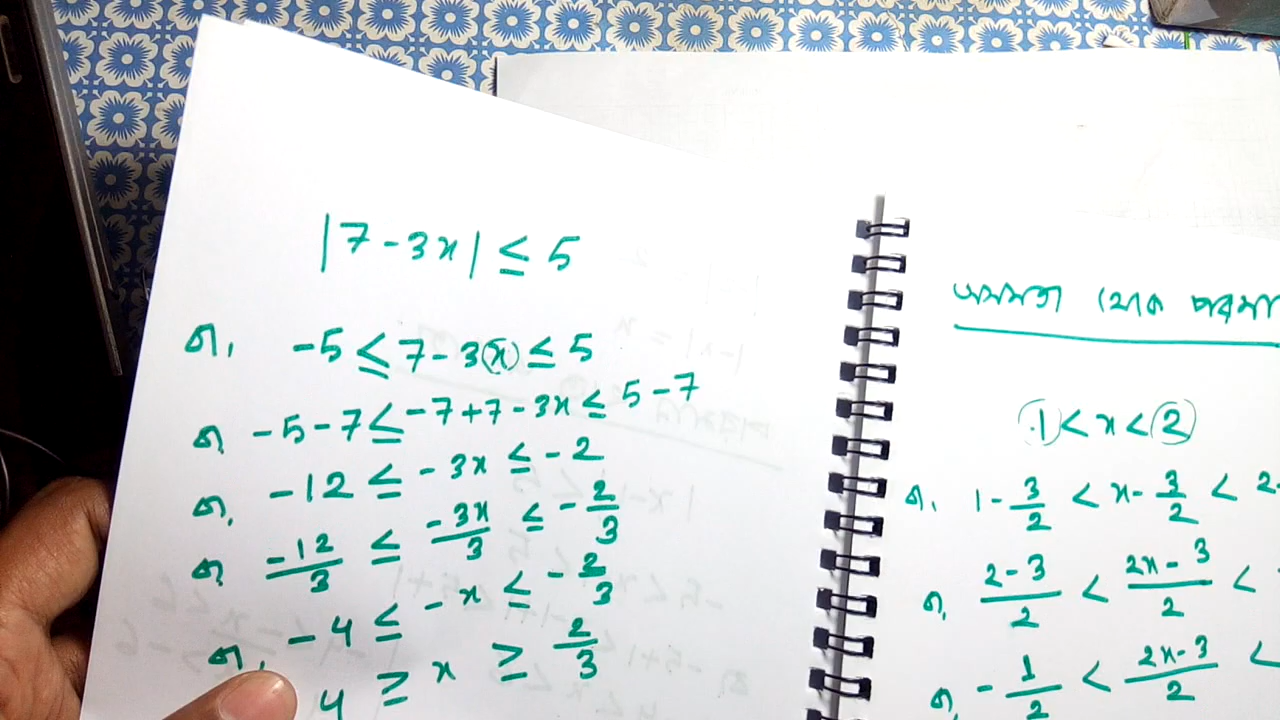 |7-3x| ≤ 5
বা, -5 ≤ 7-3x ≤ 5
বা -5-7 ≤ -7+7-3x ≤ 5-7
বা, -12 ≤ -3x ≤ -2
বা -12/3 ≤ -3x/3 ≤ -2/3
-4 ≤ -x ≤ -2/3
বা, 4 ≥ x ≥ 2/3
অসমতা থেকে
1 < x < 2
বা, 1-3/2 < x-3/2 < 2-
বা, 2-3/2 < 2x-3/2 <
বা, -1/2 < 2x-3/2 <